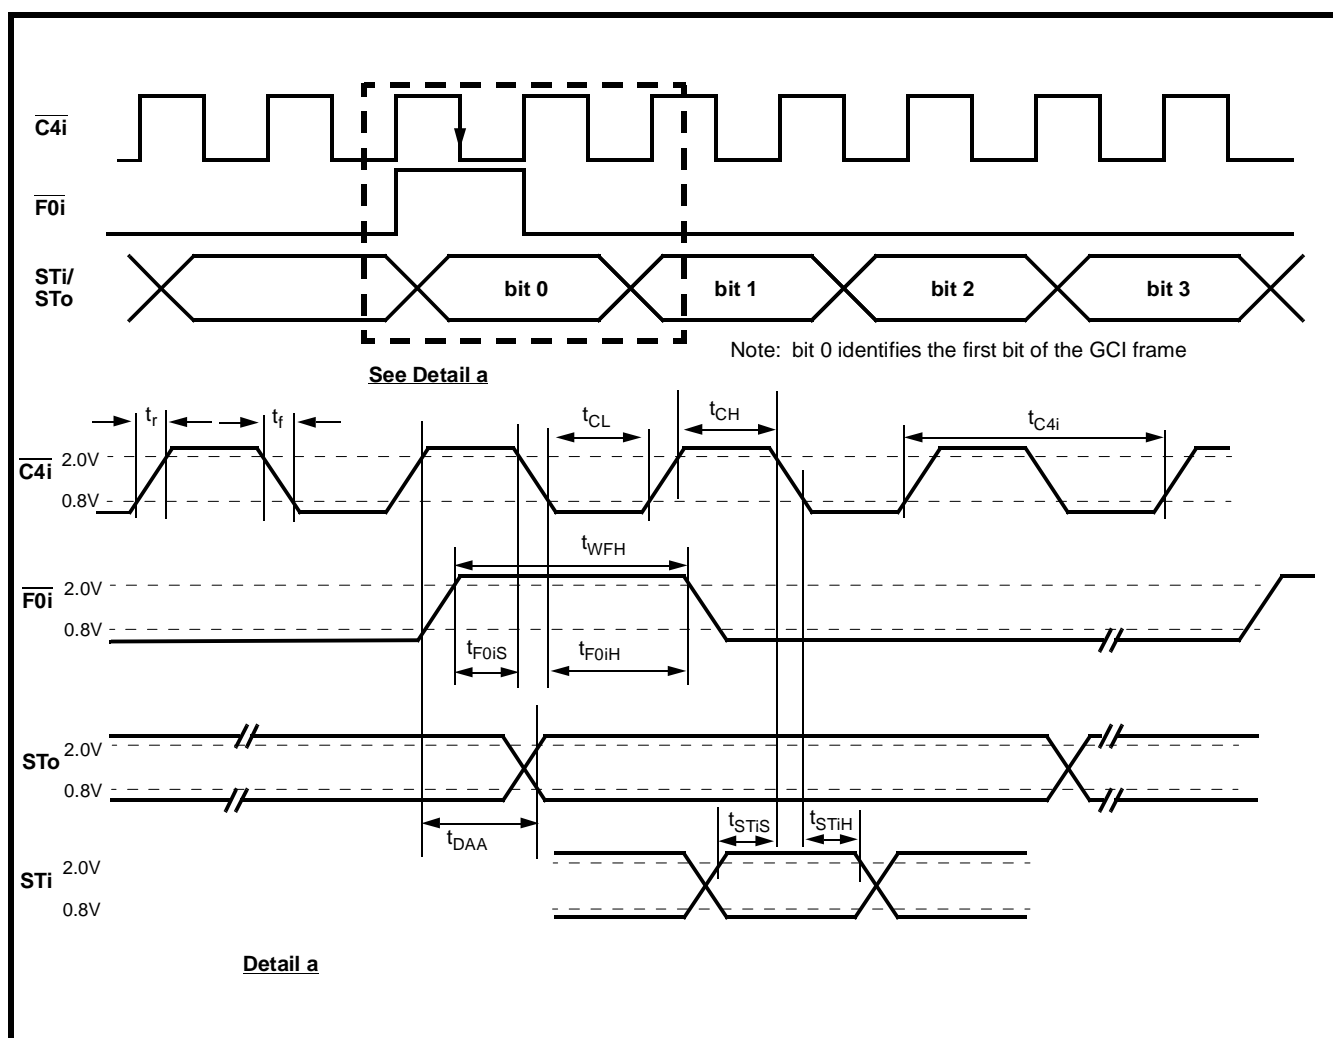 C4i
F0i
STi/
STo
bit 0
bit 1
bit 2
bit 3
Note: bit 0 identifies the first bit of the GCI frame
See Detail a
tr
tf
tCL
tCH
tC4i
C4i
2.0V
0.8V
tWFH
F0i
2.0V
0.8V
tF0iS
tF0iH
STo
2.0V
0.8V
tDAA
tSTiS
tSTiH
STi
2.0V
0.8V
Detail a